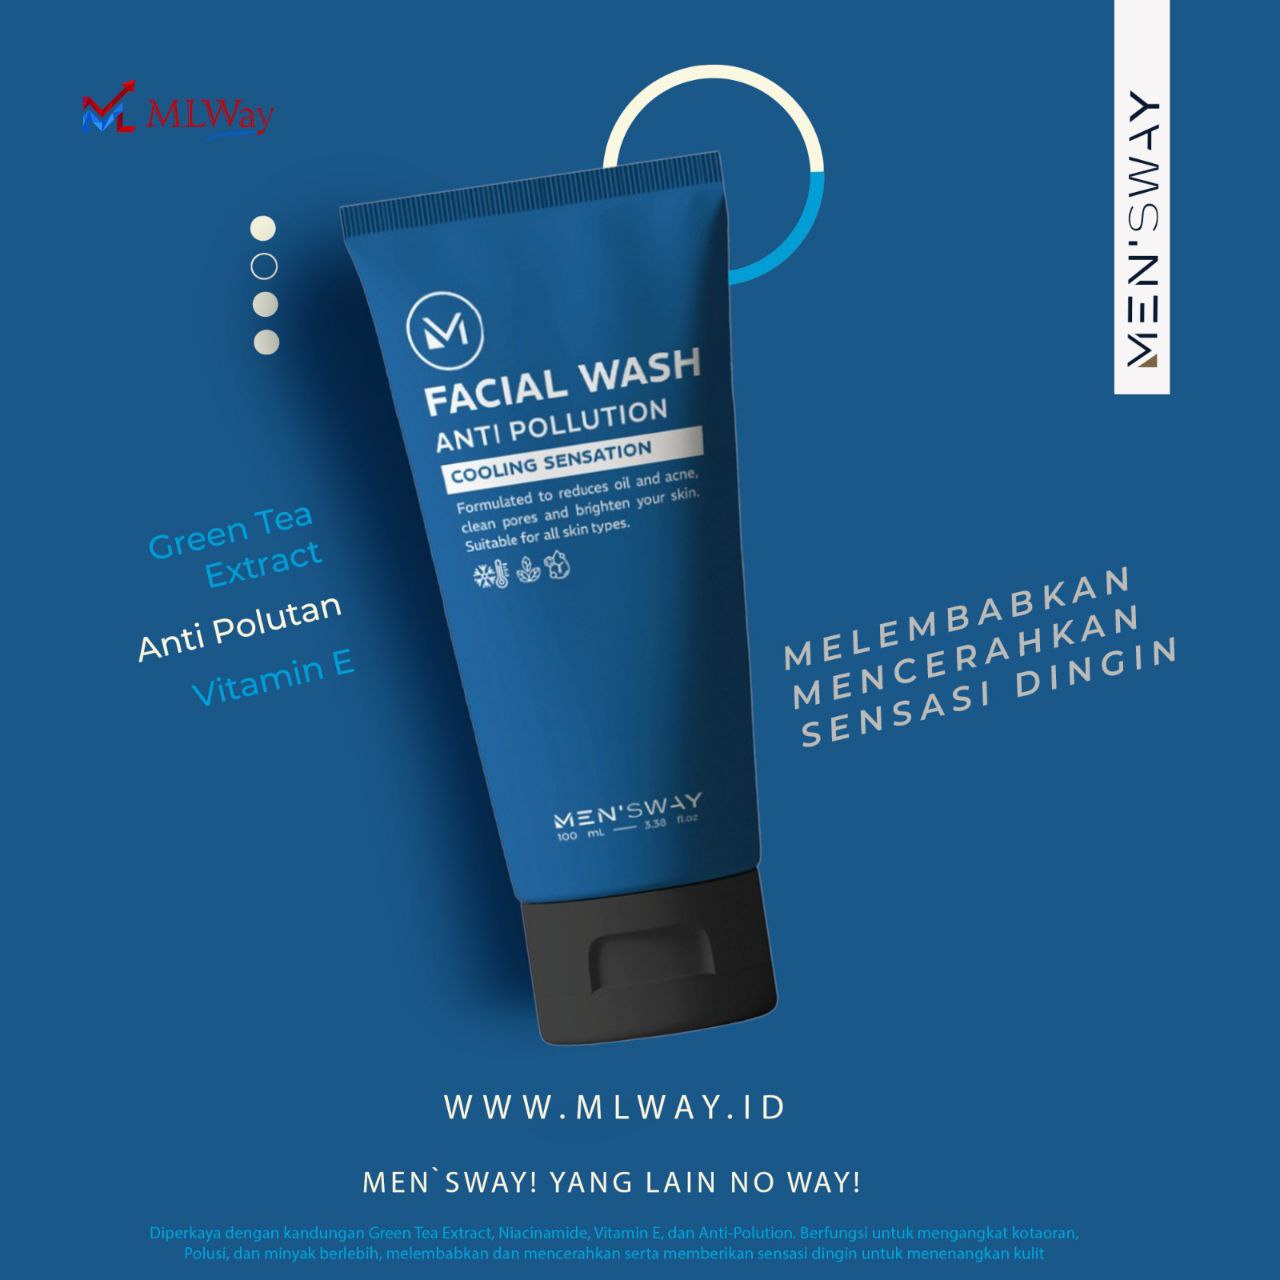 MLWay
MEN'SWAY
FACIAL WASH
ANTI POLLUTION
COOLING SENSATION
Formulated to reduces oil and acne,
clean pores and brighten your skin.
Suitable for all skin types.
Green Tea
Extract
Anti Polutan
Vitamin E
MELEMBABKAN
MENCERAHKAN
SENSASI DINGIN
MEN'SWAY
100 mL — 3.38 fl.oz
WWW.MLWAY.ID
MEN`SWAY! YANG LAIN NO WAY!
Diperkaya dengan kandungan Green Tea Extract, Niacinamide, Vitamin E, dan Anti-Polution. Berfungsi untuk mengangkat kotaoran,
Polusi, dan minyak berlebih, melembabkan dan mencerahkan serta memberikan sensasi dingin untuk menenangkan kulit